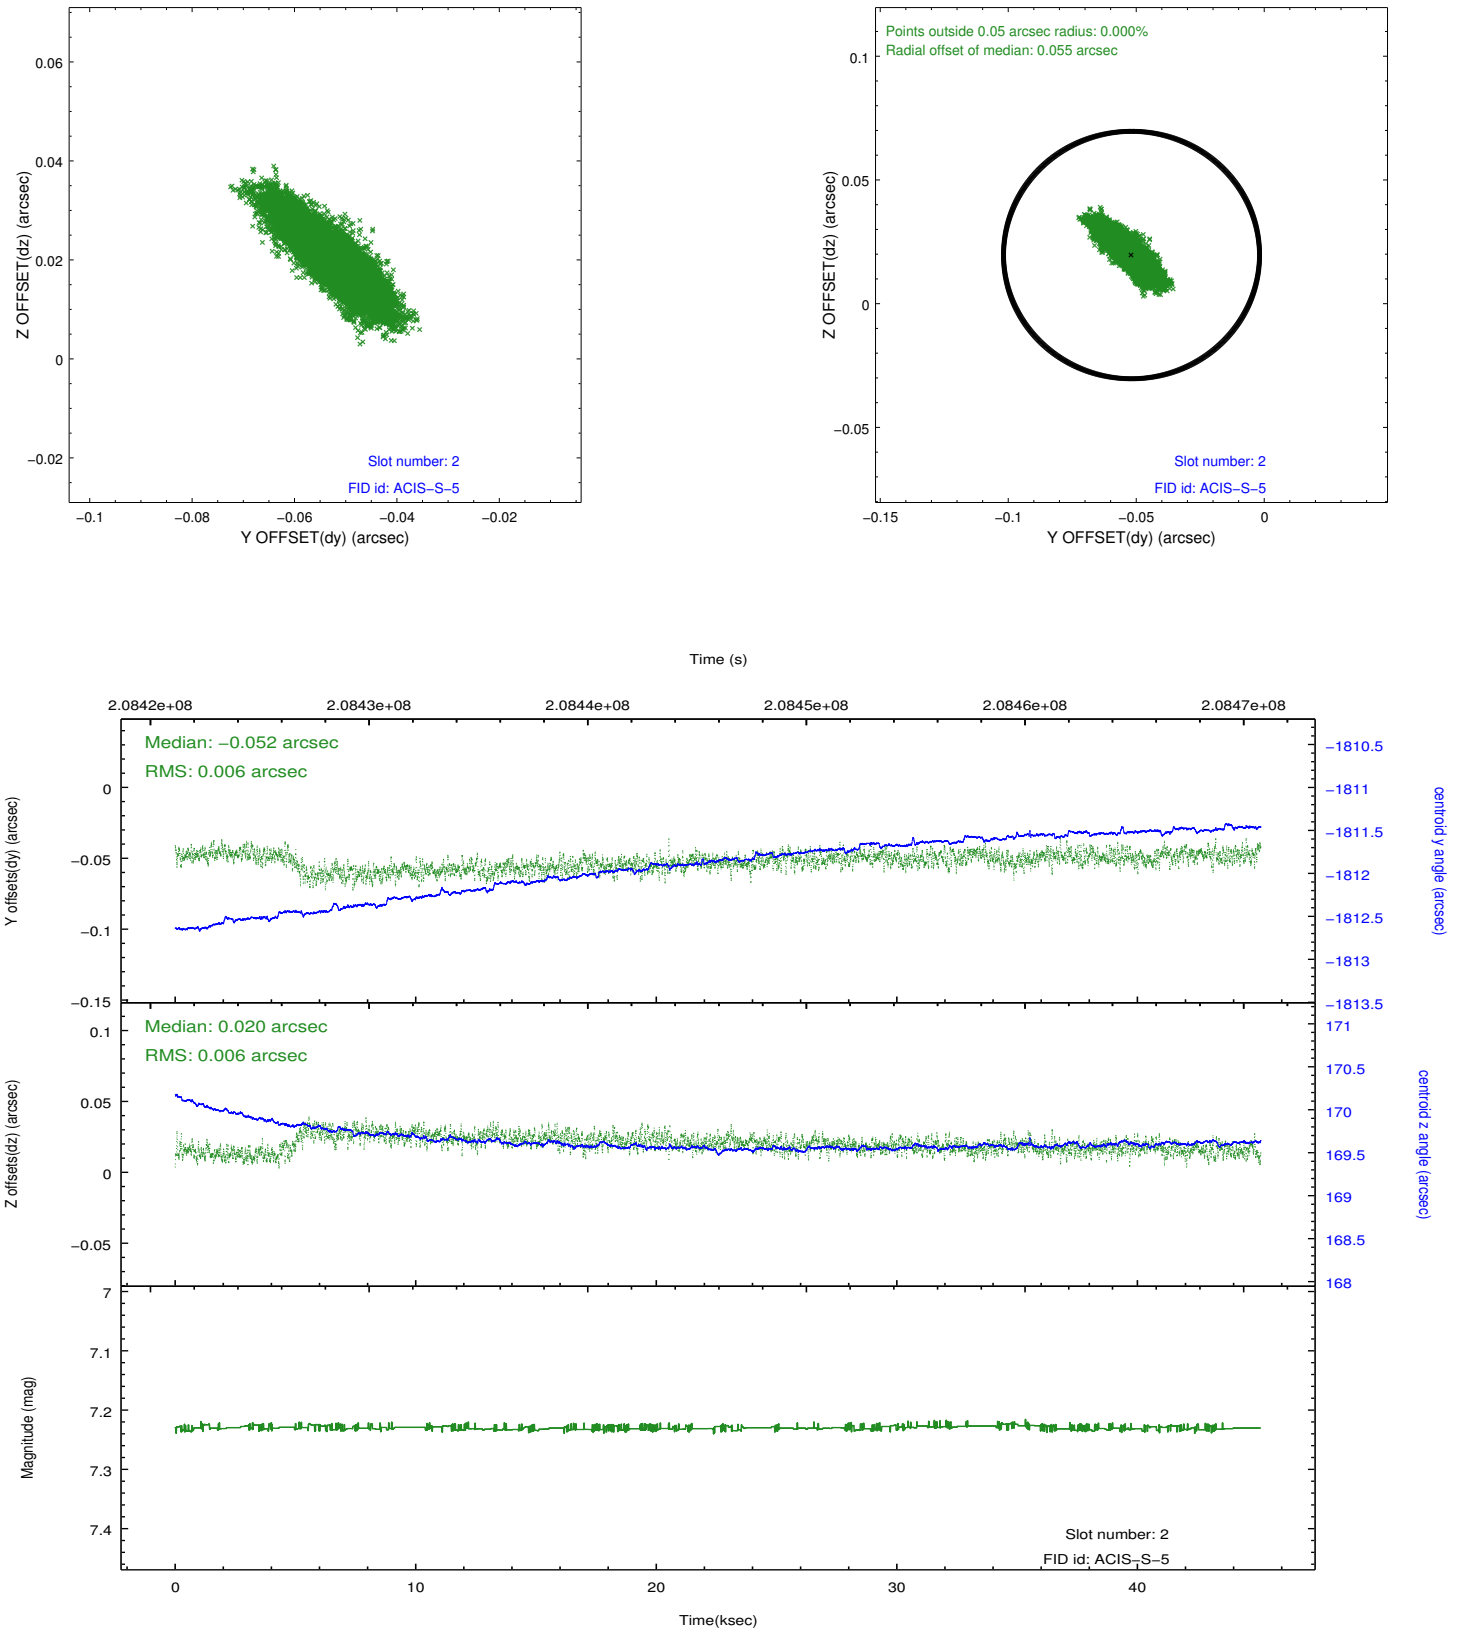 0.06
0.04
0.02
0
−0.02
Z OFFSET(dz) (arcsec)
Slot number: 2
FID id: ACIS−S−5
−0.1 −0.08 −0.06 −0.04 −0.02
Y OFFSET(dy) (arcsec)
Points outside 0.05 arcsec radius: 0.000%
Radial offset of median: 0.055 arcsec
0.1
0.05
0
−0.05
Z OFFSET(dz) (arcsec)
Slot number: 2
FID id: ACIS−S−5
−0.15 −0.1 −0.05 0
Y OFFSET(dy) (arcsec)
Time (s)
2.0842e+08 2.0843e+08 2.0844e+08 2.0845e+08 2.0846e+08 2.0847e+08
Median: −0.052 arcsec
RMS: 0.006 arcsec
0
−0.05
−0.1
−0.15
Y offsets(dy) (arcsec)
−1810.5
−1811
−1811.5
−1812
−1812.5
−1813
−1813.5
centroid y angle (arcsec)
Median: 0.020 arcsec
RMS: 0.006 arcsec
0.1
0.05
0
−0.05
Z offsets(dz) (arcsec)
171
170.5
170
169.5
169
168.5
168
centroid z angle (arcsec)
7
7.1
7.2
7.3
7.4
Magnitude (mag)
Slot number: 2
FID id: ACIS−S−5
0 10 20 30 40
Time(ksec)